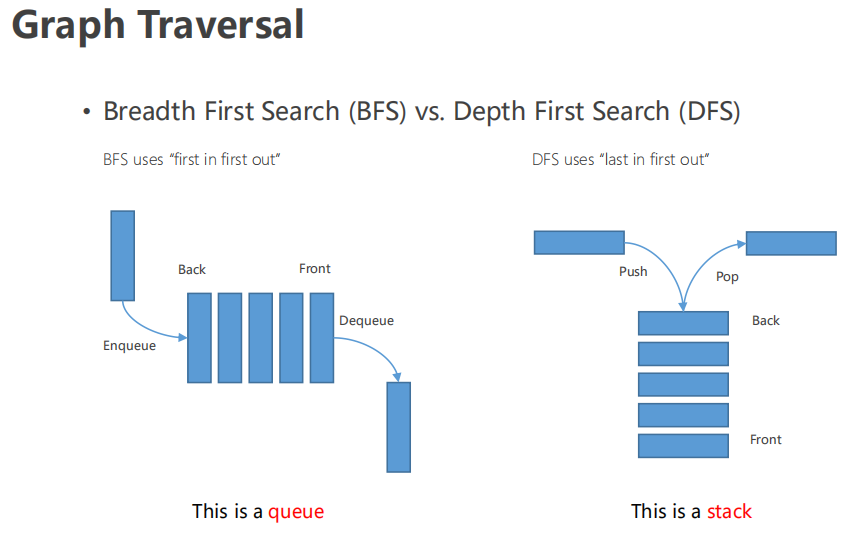 Graph Traversal
• Breadth First Search (BFS) vs. Depth First Search (DFS)
BFS uses “first in first out”
Back
Front
Enqueue
Dequeue
This is a queue
DFS uses “last in first out”
Push
Pop
Back
Front
This is a stack